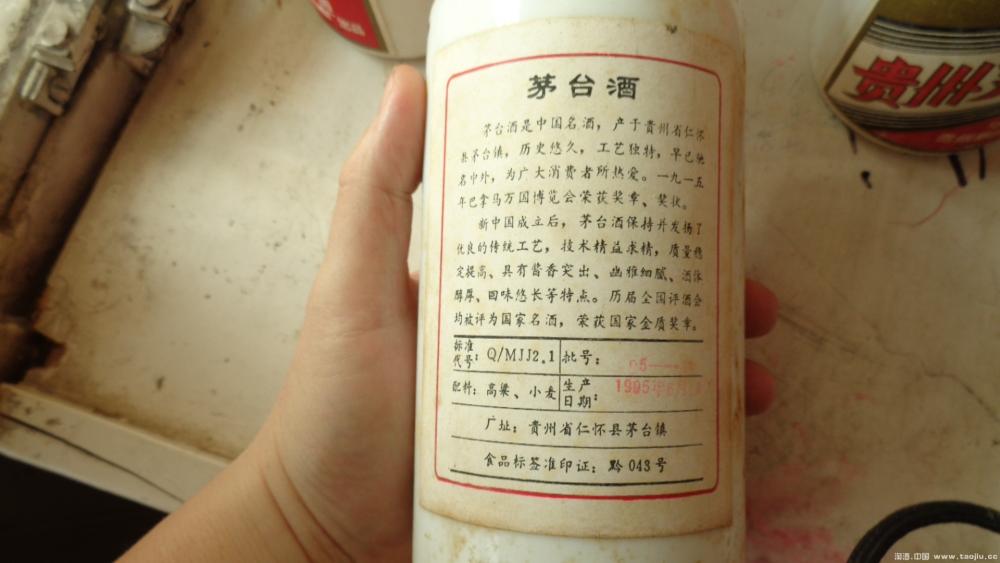 茅台酒
茅台酒是中国名酒，产于贵州省仁怀
县茅台镇，历史悠久，工艺独特，早已驰
名中外，为广大消费者所热爱。一九一五
年巴拿马万国博览会荣获奖章、奖状。
新中国成立后，茅台酒保持并发扬了
优良的传统工艺，技术精益求精，质量稳
定提高、具有酱香突出、幽雅细腻、酒体
醇厚、回味悠长等特点。历届全国评酒会
均被评为国家名酒，荣获国家金质奖章。
标准代号：Q/MJJ2.1 批号：95
配料：高粱、小麦 生产日期：1995年
厂址：贵州省仁怀县茅台镇
食品标签准印证：黔043号
贵州
淘酒.中国 www.taojiu.cc